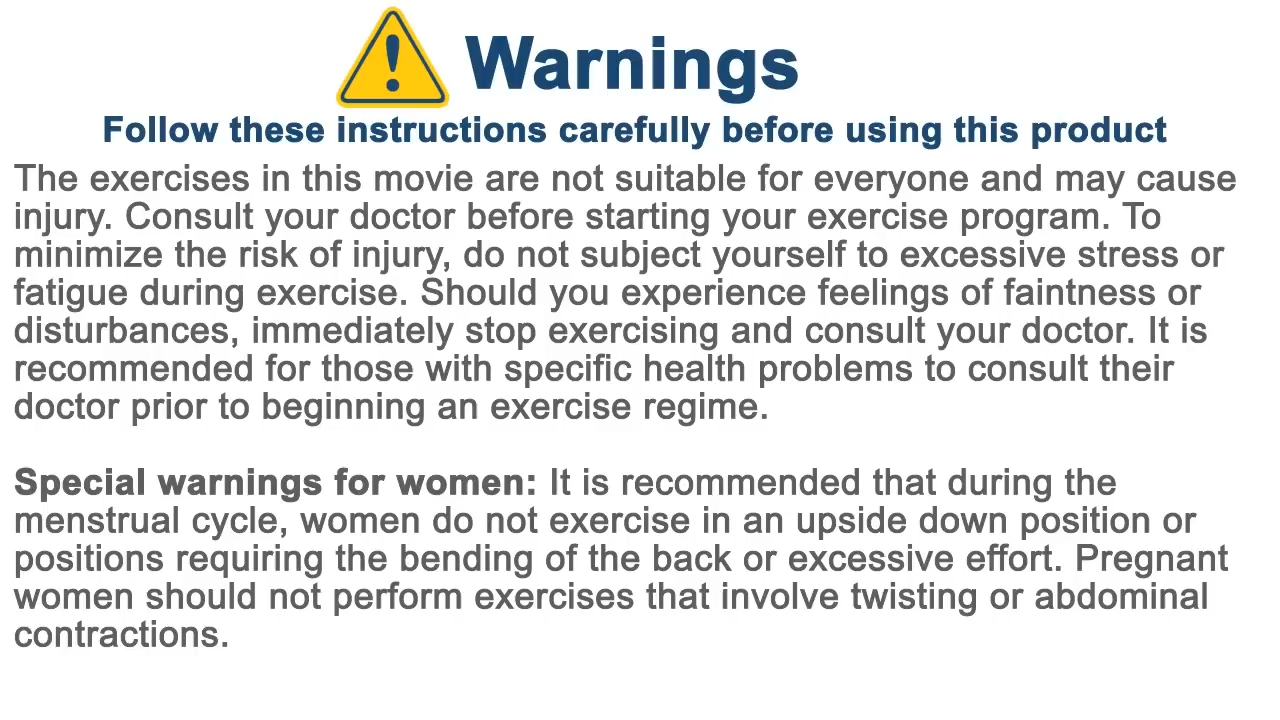 Warnings
Follow these instructions carefully before using this product
The exercises in this movie are not suitable for everyone and may cause
injury. Consult your doctor before starting your exercise program. To
minimize the risk of injury, do not subject yourself to excessive stress or
fatigue during exercise. Should you experience feelings of faintness or
disturbances, immediately stop exercising and consult your doctor. It is
recommended for those with specific health problems to consult their
doctor prior to beginning an exercise regime.
Special warnings for women: It is recommended that during the
menstrual cycle, women do not exercise in an upside down position or
positions requiring the bending of the back or excessive effort. Pregnant
women should not perform exercises that involve twisting or abdominal
contractions.